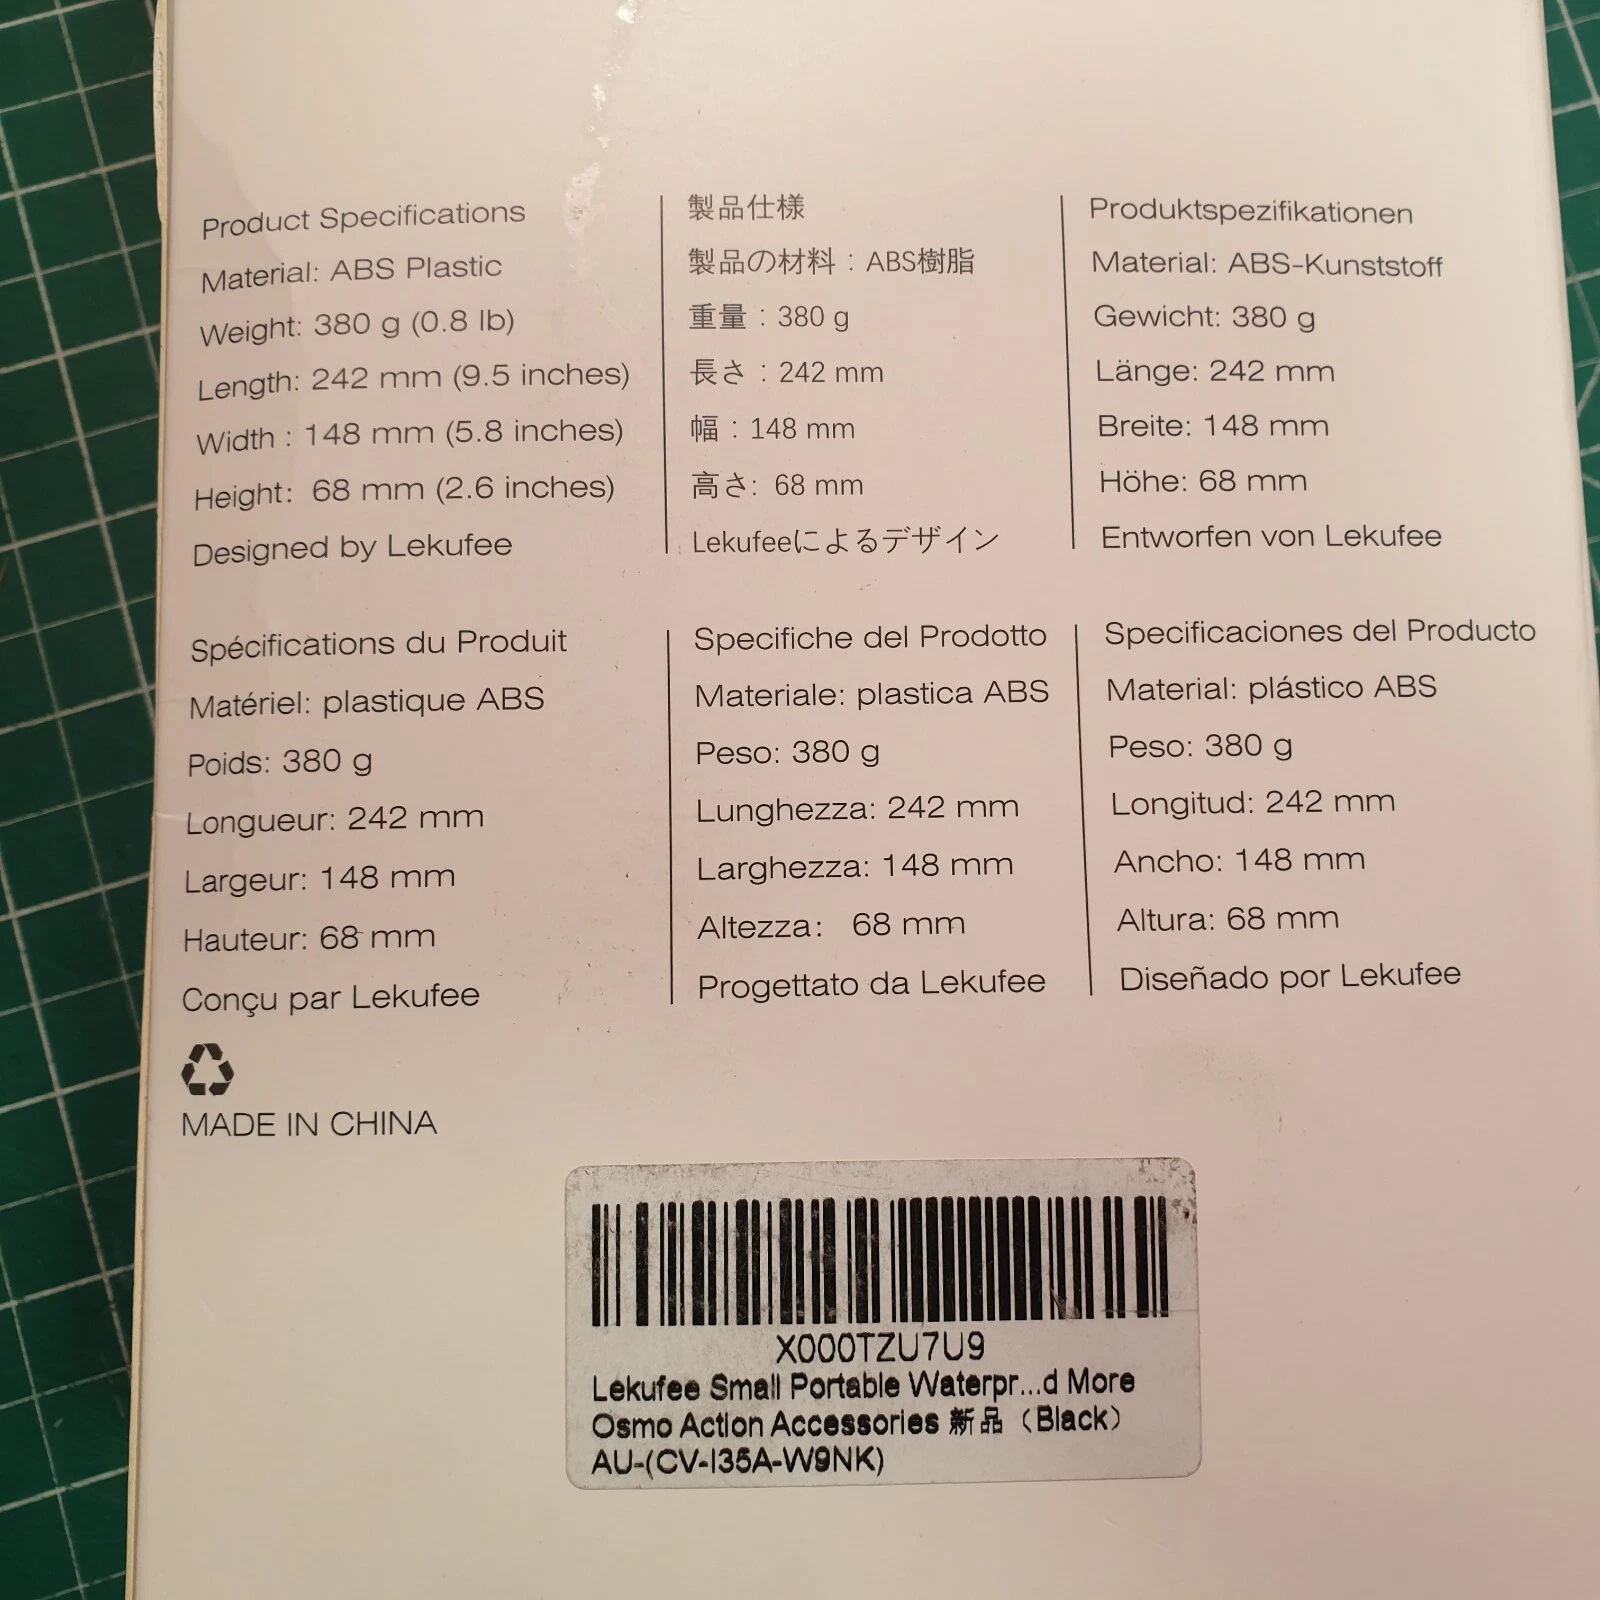 Product Specifications
Material: ABS Plastic
Weight: 380 g (0.8 lb)
Length: 242 mm (9.5 inches)
Width : 148 mm (5.8 inches)
Height: 68 mm (2.6 inches)
Designed by Lekufee
製品仕様
製品の材料：ABS樹脂
重量：380 g
長さ：242 mm
幅：148 mm
高さ: 68 mm
Lekufeeによるデザイン
Produktspezifikationen
Material: ABS-Kunststoff
Gewicht: 380 g
Länge: 242 mm
Breite: 148 mm
Höhe: 68 mm
Entworfen von Lekufee
Spécifications du Produit
Matériel: plastique ABS
Poids: 380 g
Longueur: 242 mm
Largeur: 148 mm
Hauteur: 68 mm
Conçu par Lekufee
Specifiche del Prodotto
Materiale: plastica ABS
Peso: 380 g
Lunghezza: 242 mm
Larghezza: 148 mm
Altezza: 68 mm
Progettato da Lekufee
Specificaciones del Producto
Material: plástico ABS
Peso: 380 g
Longitud: 242 mm
Ancho: 148 mm
Altura: 68 mm
Diseñado por Lekufee
MADE IN CHINA
X000TZU7U9
Lekufee Small Portable Waterpr...d More
Osmo Action Accessories 新品（Black）
AU-(CV-I35A-W9NK)